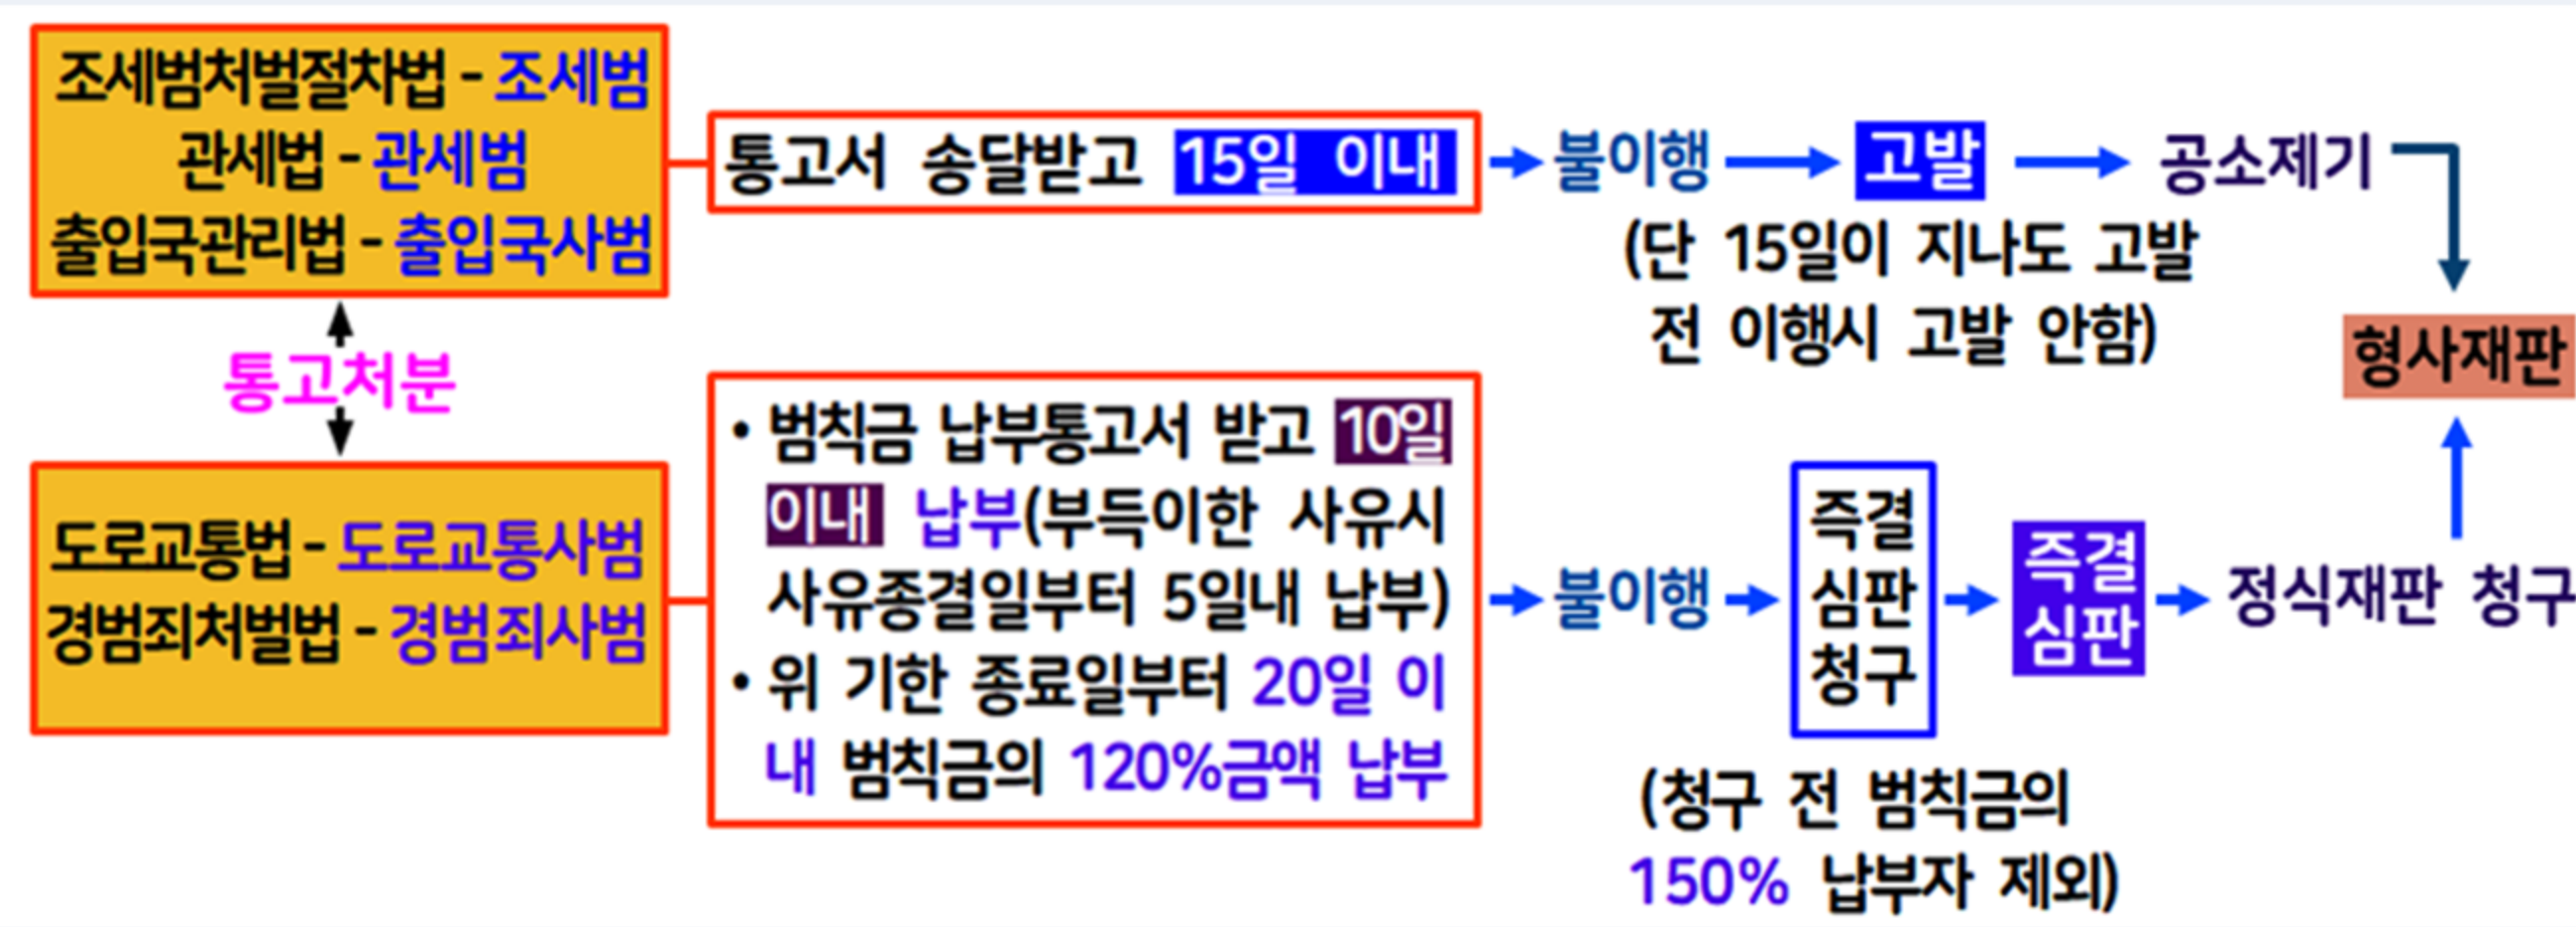 조세범처벌절차법 - 조세범
관세법 - 관세범
출입국관리법 - 출입국사범
통고서 송달받고 15일 이내
불이행
고발
공소제기
(단 15일이 지나도 고발
전 이행시 고발 안함)
형사재판
통고처분
도로교통법 - 도로교통사범
경범죄처벌법 - 경범죄사범
• 범칙금 납부통고서 받고 10일
이내 납부(부득이한 사유시
사유종결일부터 5일내 납부)
• 위 기한 종료일부터 20일 이
내 범칙금의 120%금액 납부
불이행
즉결
심판
청구
즉결
심판
정식재판 청구
(청구 전 범칙금의
150% 납부자 제외)